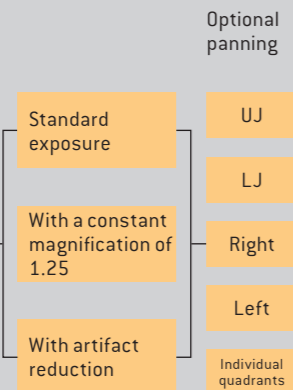 Optional
panning
Standard
exposure
With a constant
magnification of
1.25
With artifact
reduction
UJ
LJ
Right
Left
Individual
quadrants